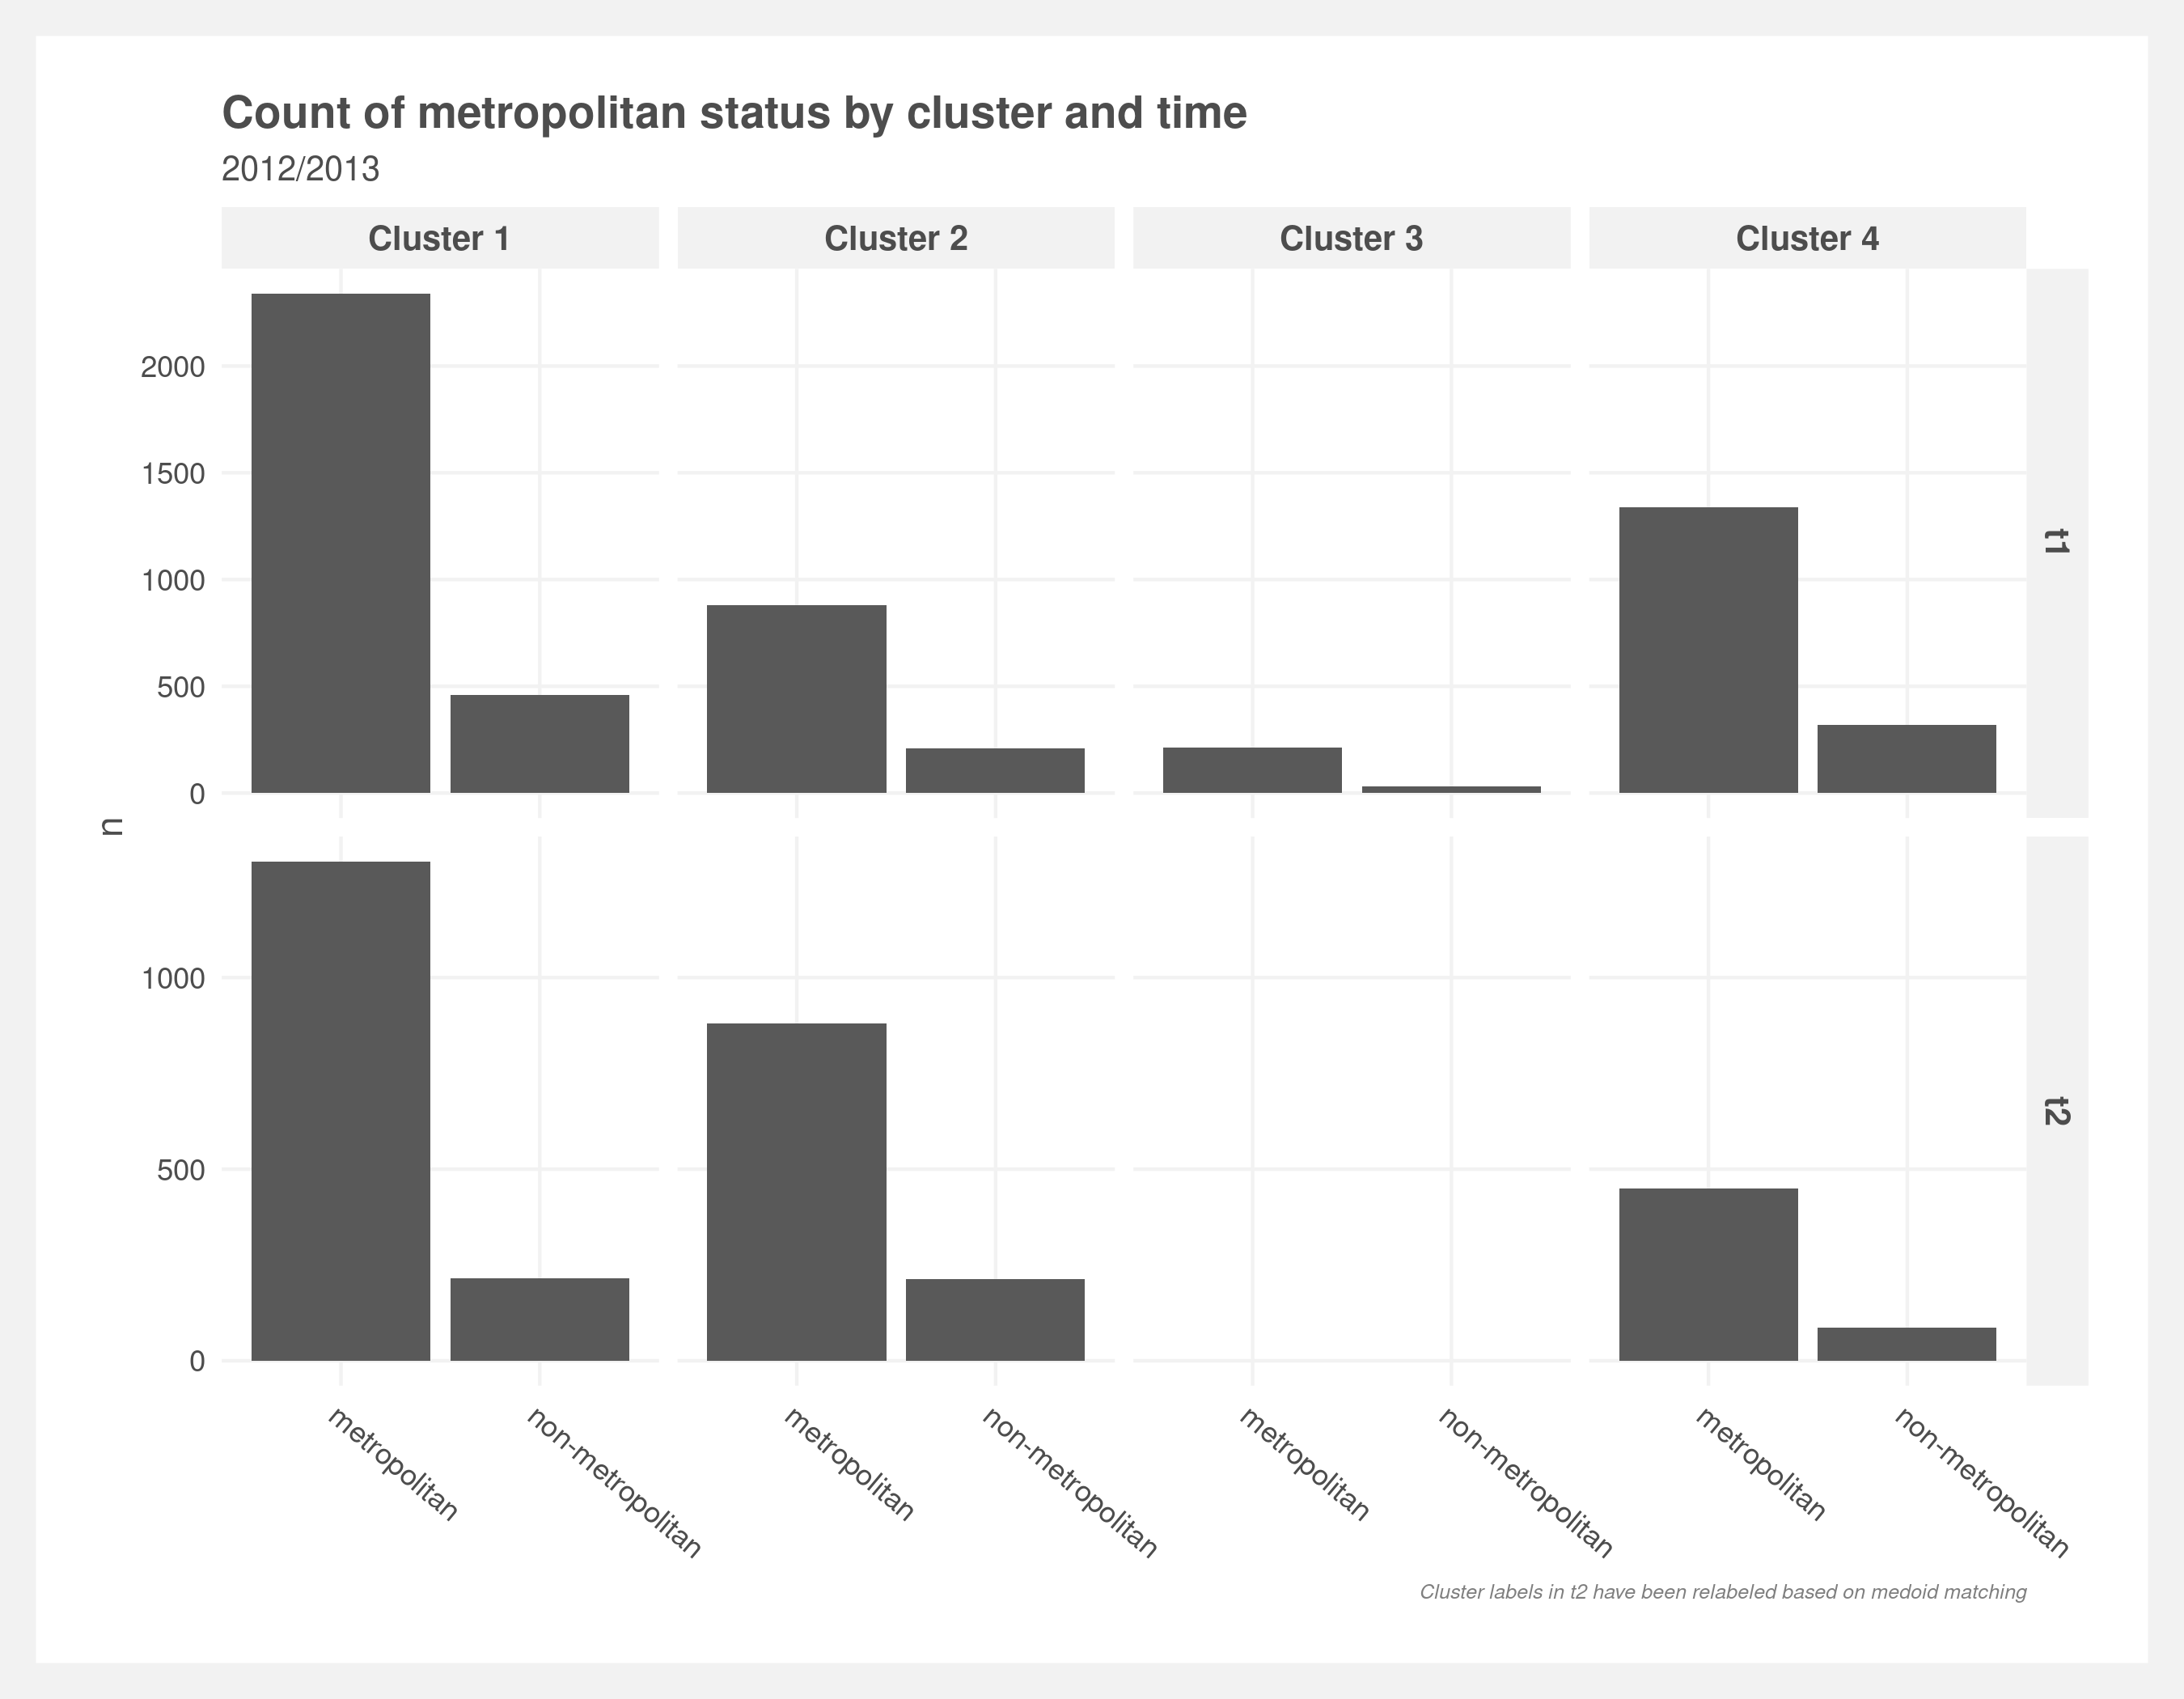 Count of metropolitan status by cluster and time
2012/2013
Cluster 1
Cluster 2
Cluster 3
Cluster 4
2000
1500
1000
500
0
t1
n
1000
500
0
t2
metropolitan
non-metropolitan
metropolitan
non-metropolitan
metropolitan
non-metropolitan
metropolitan
non-metropolitan
Cluster labels in t2 have been relabeled based on medoid matching